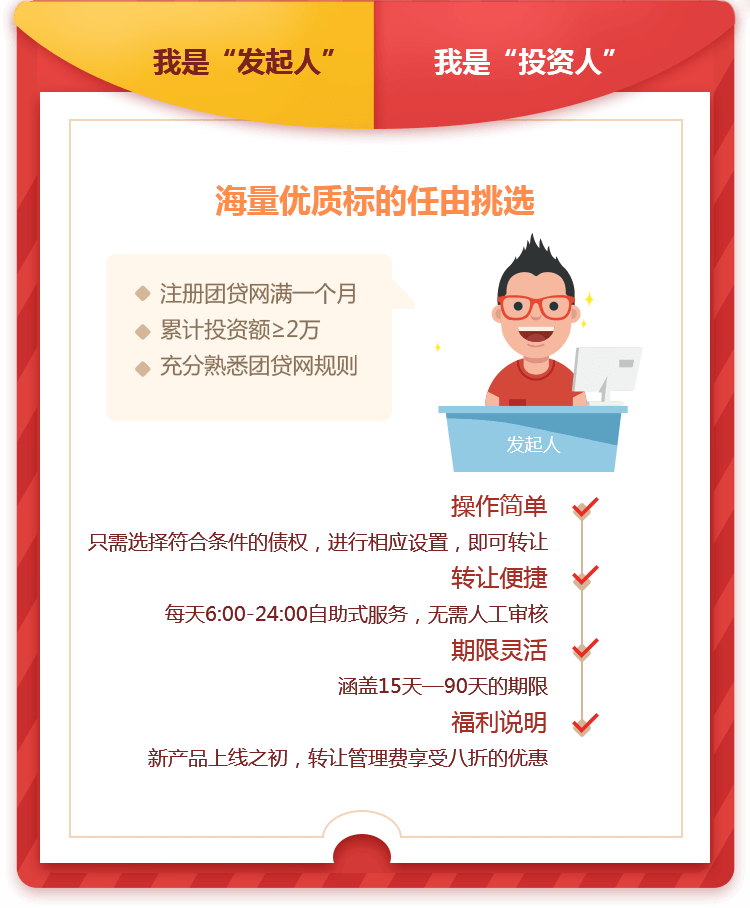 我是“发起人”
我是“投资人”
海量优质标的任由挑选
注册团贷网满一个月
累计投资额≥2万
充分熟悉团贷网规则
发起人
操作简单
只需选择符合条件的债权，进行相应设置，即可转让
转让便捷
每天6:00-24:00自助式服务，无需人工审核
期限灵活
涵盖15天—90天的期限
福利说明
新产品上线之初，转让管理费享受八折的优惠